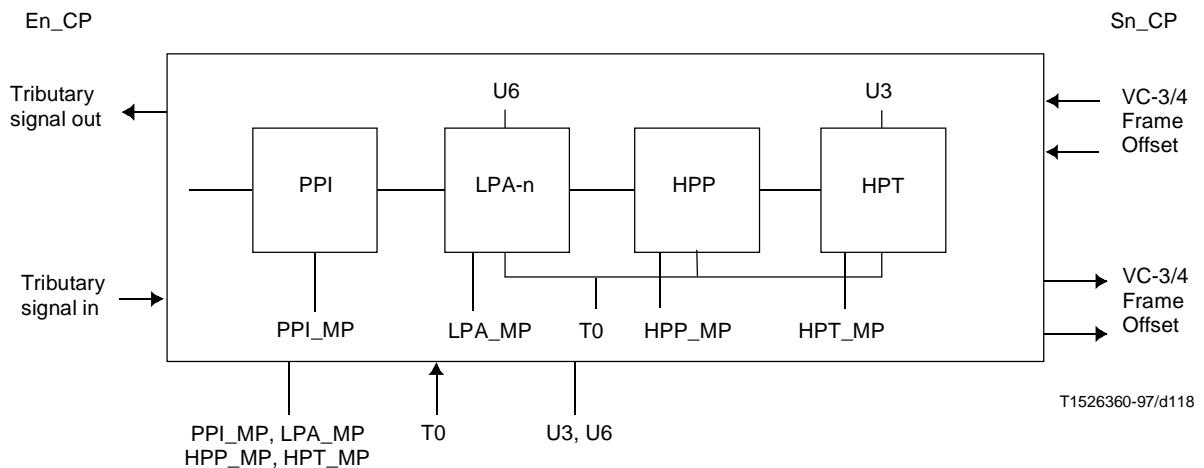 En_CP
Sn_CP
Tributary
signal out
U6
U3
VC-3/4
Frame
Offset
PPI
LPA-n
HPP
HPT
Tributary
signal in
VC-3/4
Frame
Offset
PPI_MP
LPA_MP
T0
HPP_MP
HPT_MP
T1526360-97/d118
PPI_MP, LPA_MP
HPP_MP, HPT_MP
T0
U3, U6